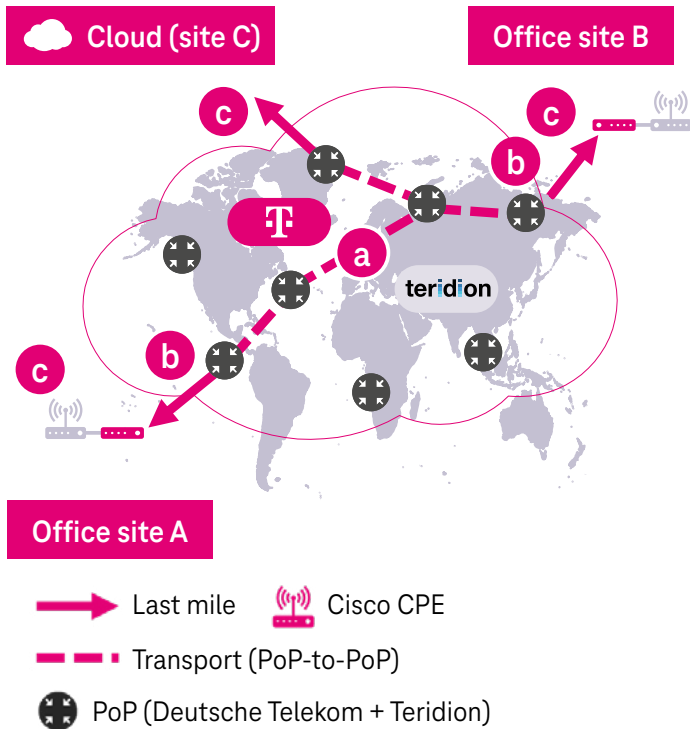 Cloud (site C)
Office site B
c
c
b
T
a
teridion
b
c
Office site A
Last mile
Cisco CPE
Transport (PoP-to-PoP)
PoP (Deutsche Telekom + Teridion)